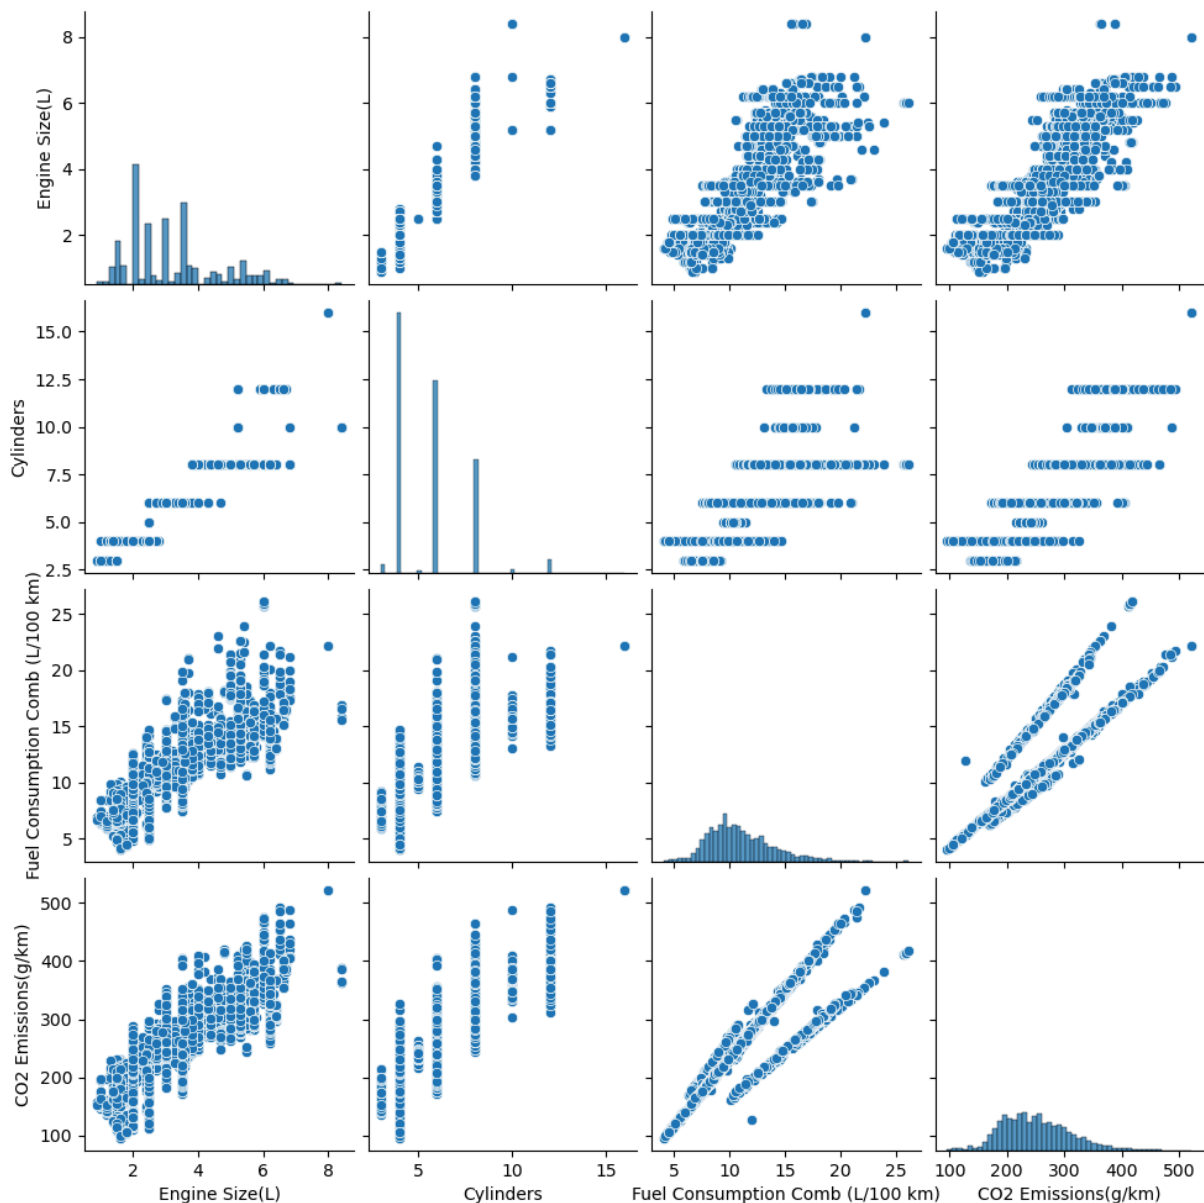 Engine Size(L)
8
6
4
2
Cylinders
15.0
12.5
10.0
7.5
5.0
2.5
Fuel Consumption Comb (L/100 km)
25
20
15
10
5
CO2 Emissions(g/km)
500
400
300
200
100
2 4 6 8
5 10 15
5 10 15 20 25
100 200 300 400 500
Engine Size(L)
Cylinders
Fuel Consumption Comb (L/100 km)
CO2 Emissions(g/km)